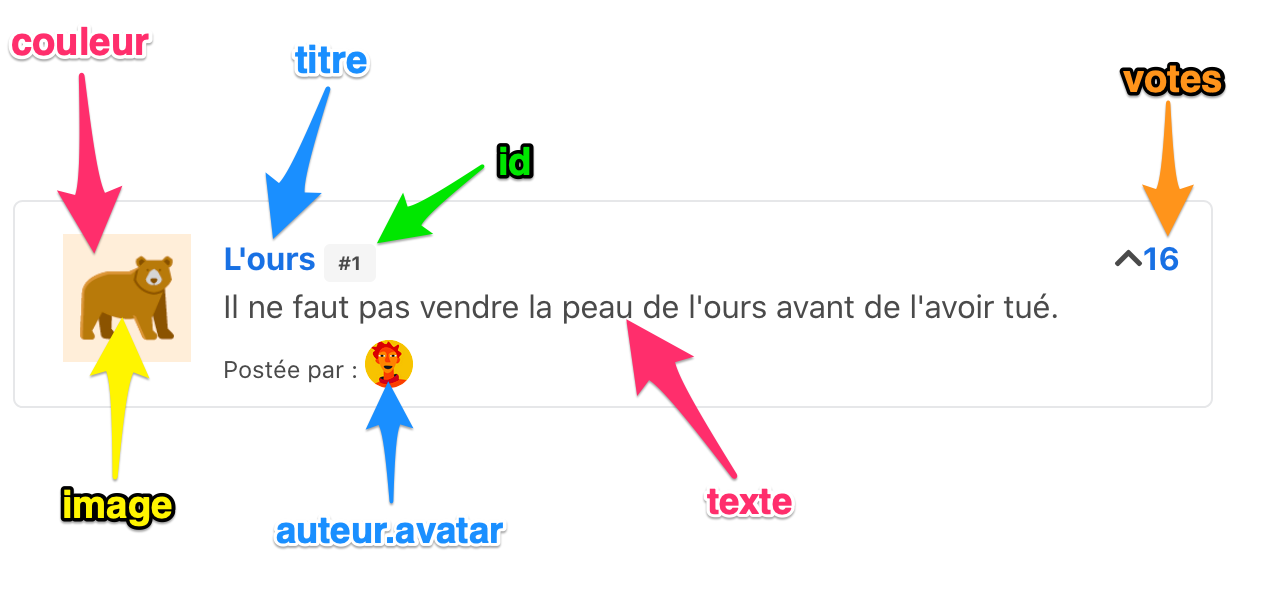 couleur
titre
votes
id
L'ours #1
16
Il ne faut pas vendre la peau de l'ours avant de l'avoir tué.
Postée par :
image
auteur.avatar
texte